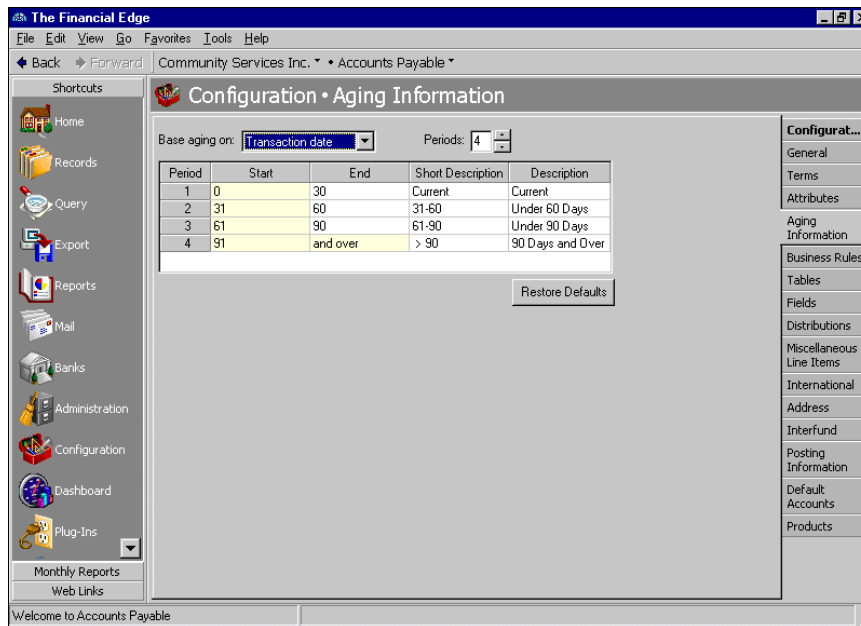 The Financial Edge
File Edit View Go Favorites Tools Help
Back Forward Community Services Inc. • Accounts Payable
Shortcuts
Home
Records
Query
Export
Reports
Mail
Banks
Administration
Configuration
Dashboard
Plug-Ins
Monthly Reports
Web Links
Configuration • Aging Information
Base aging on: Transaction date Periods: 4
Period Start End Short Description Description
1 0 30 Current Current
2 31 60 31-60 Under 60 Days
3 61 90 61-90 Under 90 Days
4 91 and over > 90 90 Days and Over
Restore Defaults
Configurat...
General
Terms
Attributes
Aging
Information
Business Rules
Tables
Fields
Distributions
Miscellaneous
Line Items
International
Address
Interfund
Posting
Information
Default
Accounts
Products
Welcome to Accounts Payable